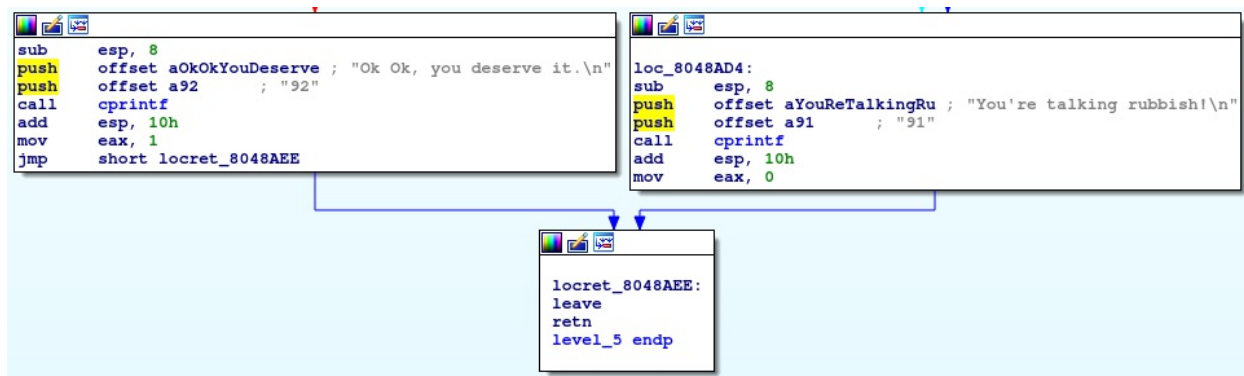 sub esp, 8
push offset aOkOkYouDeserve ; "Ok Ok, you deserve it.\n"
push offset a92 ; "92"
call cprintf
add esp, 10h
mov eax, 1
jmp short locret_8048AEE
loc_8048AD4:
sub esp, 8
push offset aYouReTalkingRu ; "You're talking rubbish!\n"
push offset a91 ; "91"
call cprintf
add esp, 10h
mov eax, 0
locret_8048AEE:
leave
retn
level_5 endp